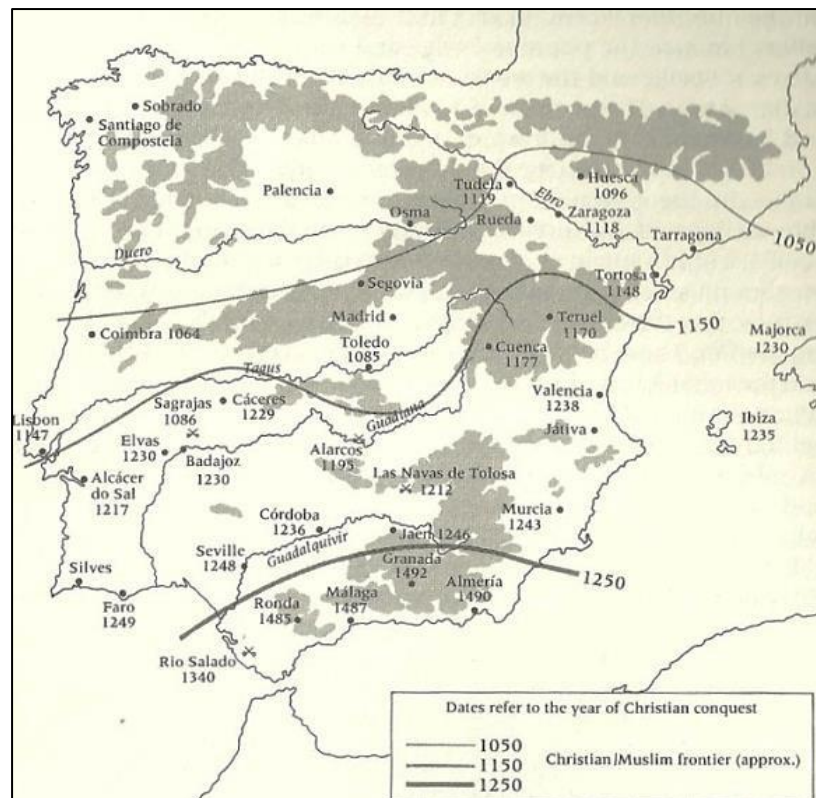 Sobrado
Santiago de
Compostela
Palencia
Osma
Tudela
1119
Rueda
Ebro
Huesca
1096
Zaragoza
1118
Tarragona
1050
Duero
Segovia
Madrid
Toledo
1085
Coimbra 1064
Tortosa
1148
Teruel
1170
1150
Cuenca
1177
Majorca
1230
Tagus
Lisbon
1147
Sagrajas
1086
Cáceres
1229
Guadiana
Valencia
1238
Ibiza
1235
Játiva
Elvas
1230
Badajoz
1230
Alarcos
1195
Alcácer
do Sal
1217
Las Navas de Tolosa
1212
Murcia
1243
Córdoba
1236
Jaén 1246
Guadalquivir
Seville
1248
Granada
1492
1250
Silves
Faro
1249
Ronda
1485
Málaga
1487
Almería
1490
Rio Salado
1340
Dates refer to the year of Christian conquest
1050
1150
1250
Christian/Muslim frontier (approx.)